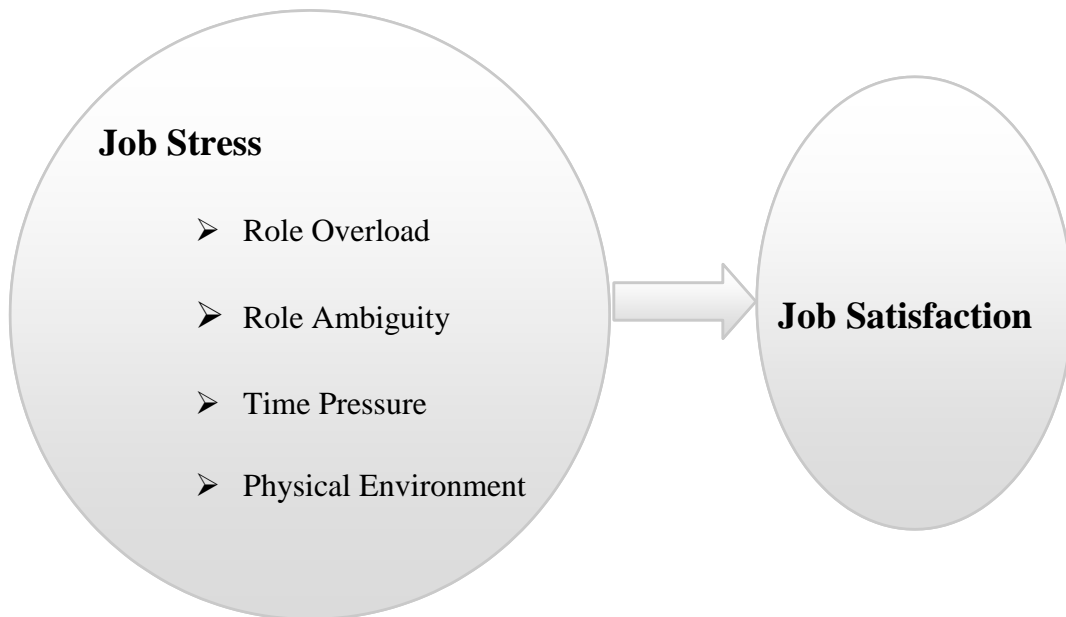 Job Stress
➢ Role Overload
➢ Role Ambiguity
➢ Time Pressure
➢ Physical Environment
Job Satisfaction